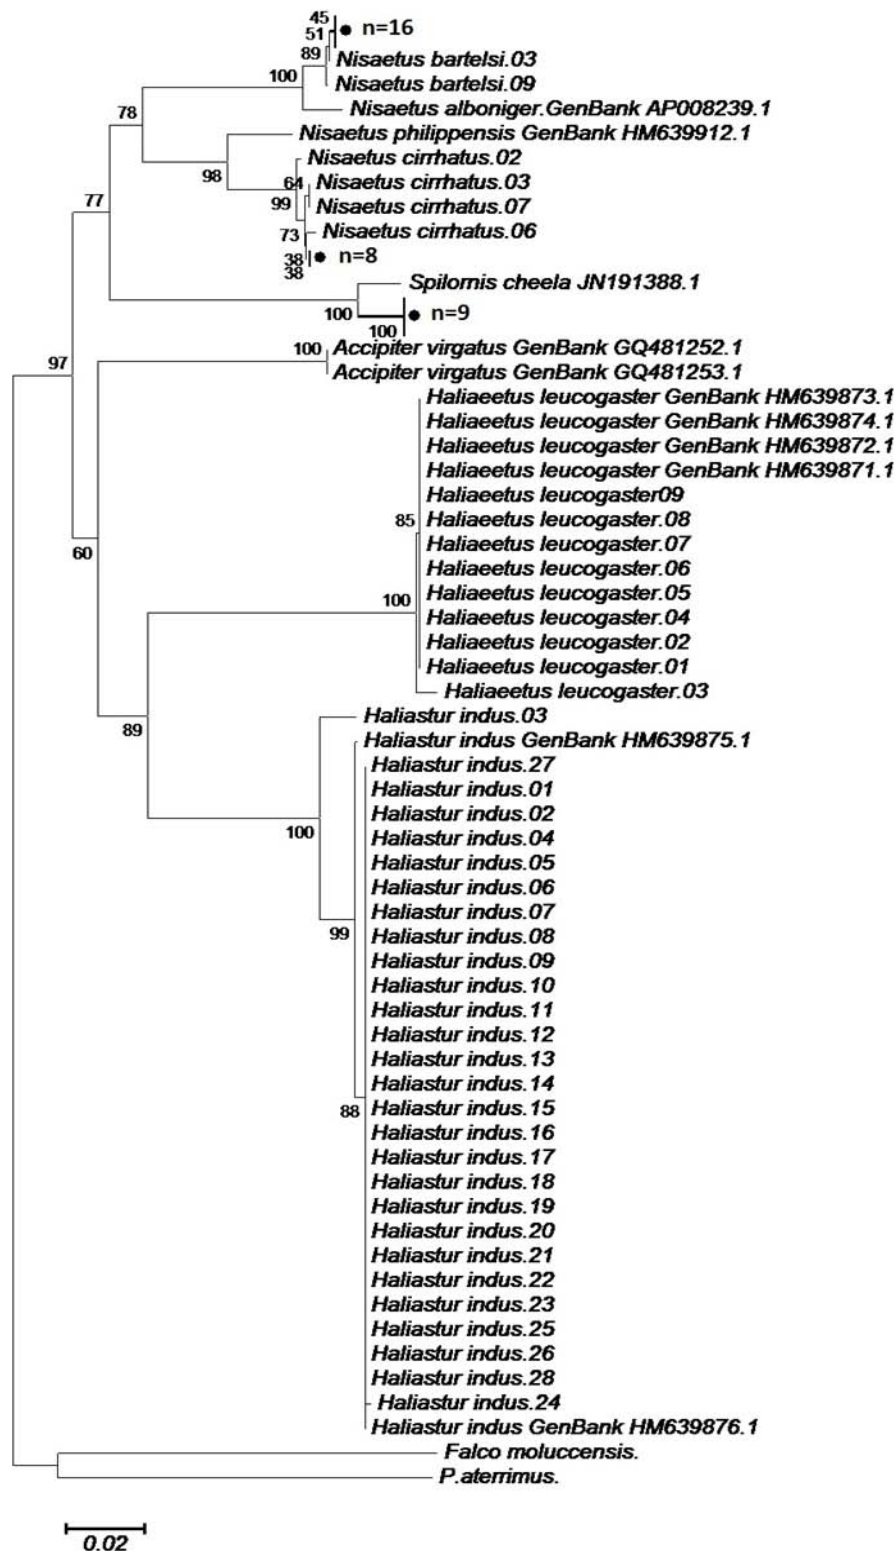 45
51 n=16
89 Nisaetus bartelsi.03
100 Nisaetus bartelsi.09
Nisaetus alboniger.GenBank AP008239.1
78
Nisaetus philippensis GenBank HM639912.1
98 Nisaetus cirrhatus.02
64 Nisaetus cirrhatus.03
77 99 Nisaetus cirrhatus.07
73 Nisaetus cirrhatus.06
38 n=8
38
Spilornis cheela JN191388.1
100 n=9
100
100 Accipiter virgatus GenBank GQ481252.1
97 Accipiter virgatus GenBank GQ481253.1
Haliaeetus leucogaster GenBank HM639873.1
Haliaeetus leucogaster GenBank HM639874.1
Haliaeetus leucogaster GenBank HM639872.1
Haliaeetus leucogaster GenBank HM639871.1
Haliaeetus leucogaster09
85 Haliaeetus leucogaster.08
Haliaeetus leucogaster.07
60 Haliaeetus leucogaster.06
Haliaeetus leucogaster.05
100 Haliaeetus leucogaster.04
Haliaeetus leucogaster.02
Haliaeetus leucogaster.01
Haliaeetus leucogaster.03
89 Haliastur indus.03
Haliastur indus GenBank HM639875.1
Haliastur indus.27
Haliastur indus.01
Haliastur indus.02
100 Haliastur indus.04
Haliastur indus.05
Haliastur indus.06
Haliastur indus.07
99 Haliastur indus.08
Haliastur indus.09
Haliastur indus.10
Haliastur indus.11
Haliastur indus.12
Haliastur indus.13
Haliastur indus.14
88 Haliastur indus.15
Haliastur indus.16
Haliastur indus.17
Haliastur indus.18
Haliastur indus.19
Haliastur indus.20
Haliastur indus.21
Haliastur indus.22
Haliastur indus.23
Haliastur indus.25
Haliastur indus.26
Haliastur indus.28
Haliastur indus.24
Haliastur indus GenBank HM639876.1
Falco moluccensis.
P.aterrimus.
0.02